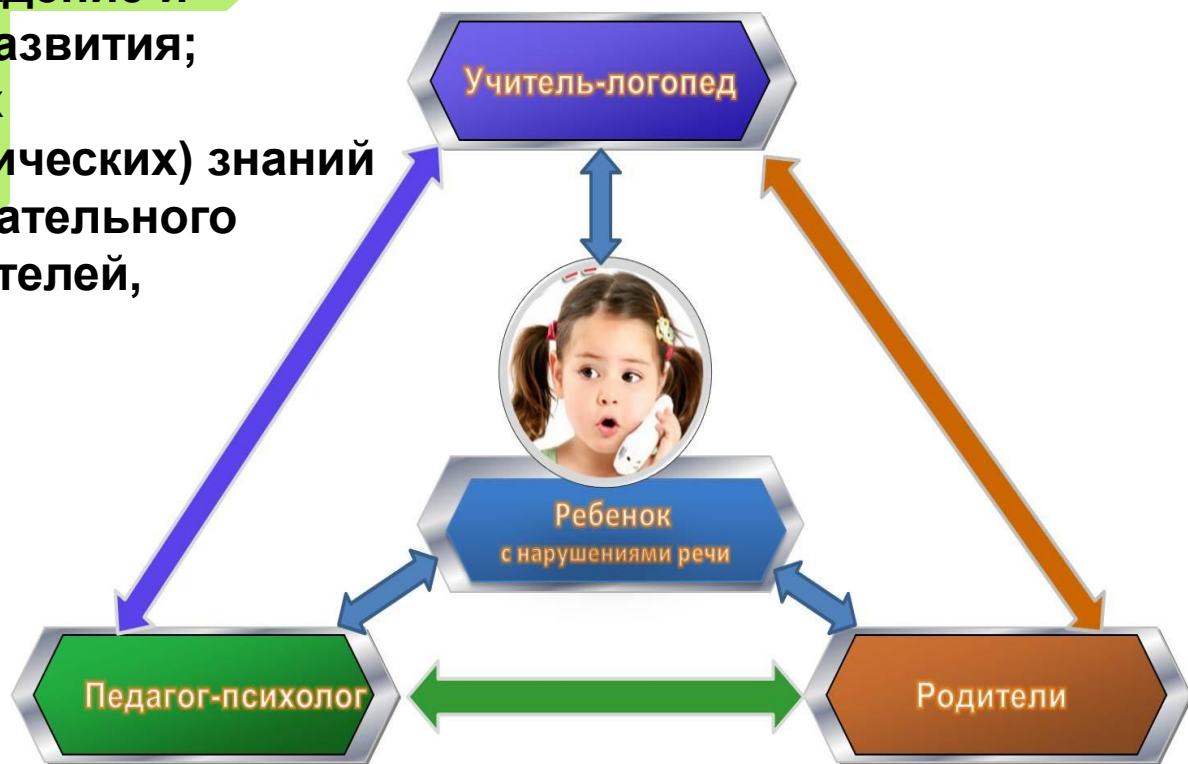 азвития;
ических) знаний
ательного
телей,
Учитель-логопед
Ребенок
с нарушениями речи
Педагог-психолог
Родители